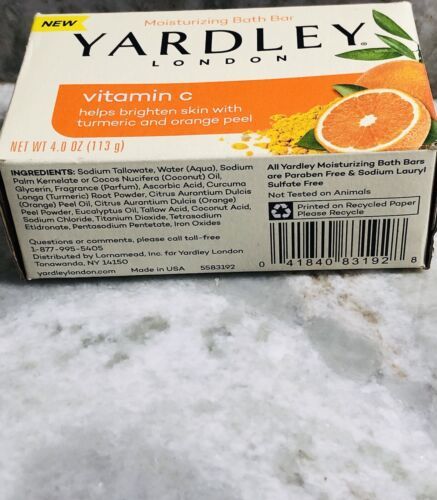 NEW
Moisturizing Bath Bar
YARDLEY®
LONDON
vitamin c
helps brighten skin with
turmeric and orange peel
NET WT 4.0 OZ (113 g)
INGREDIENTS: Sodium Tallowate, Water (Aqua), Sodium
Palm Kernelate or Cocos Nucifera (Coconut) Oil,
Glycerin, Fragrance (Parfum), Ascorbic Acid, Curcuma
Longa (Turmeric) Root Powder, Citrus Aurantium Dulcis
(Orange) Peel Oil, Citrus Aurantium Dulcis (Orange)
Peel Powder, Eucalyptus Oil, Tallow Acid, Coconut Acid,
Sodium Chloride, Titanium Dioxide, Tetrasodium
Etidronate, Pentasodium Pentetate, Iron Oxides
Questions or comments, please call toll-free
1-877-995-5405
Distributed by Lornamead, Inc. for Yardley London
Tonawanda, NY 14150
yardleylondon.com Made in USA 5583192
All Yardley Moisturizing Bath Bars
are Paraben Free & Sodium Lauryl
Sulfate Free
Not Tested on Animals
Printed on Recycled Paper
Please Recycle
0 41840 83192 8